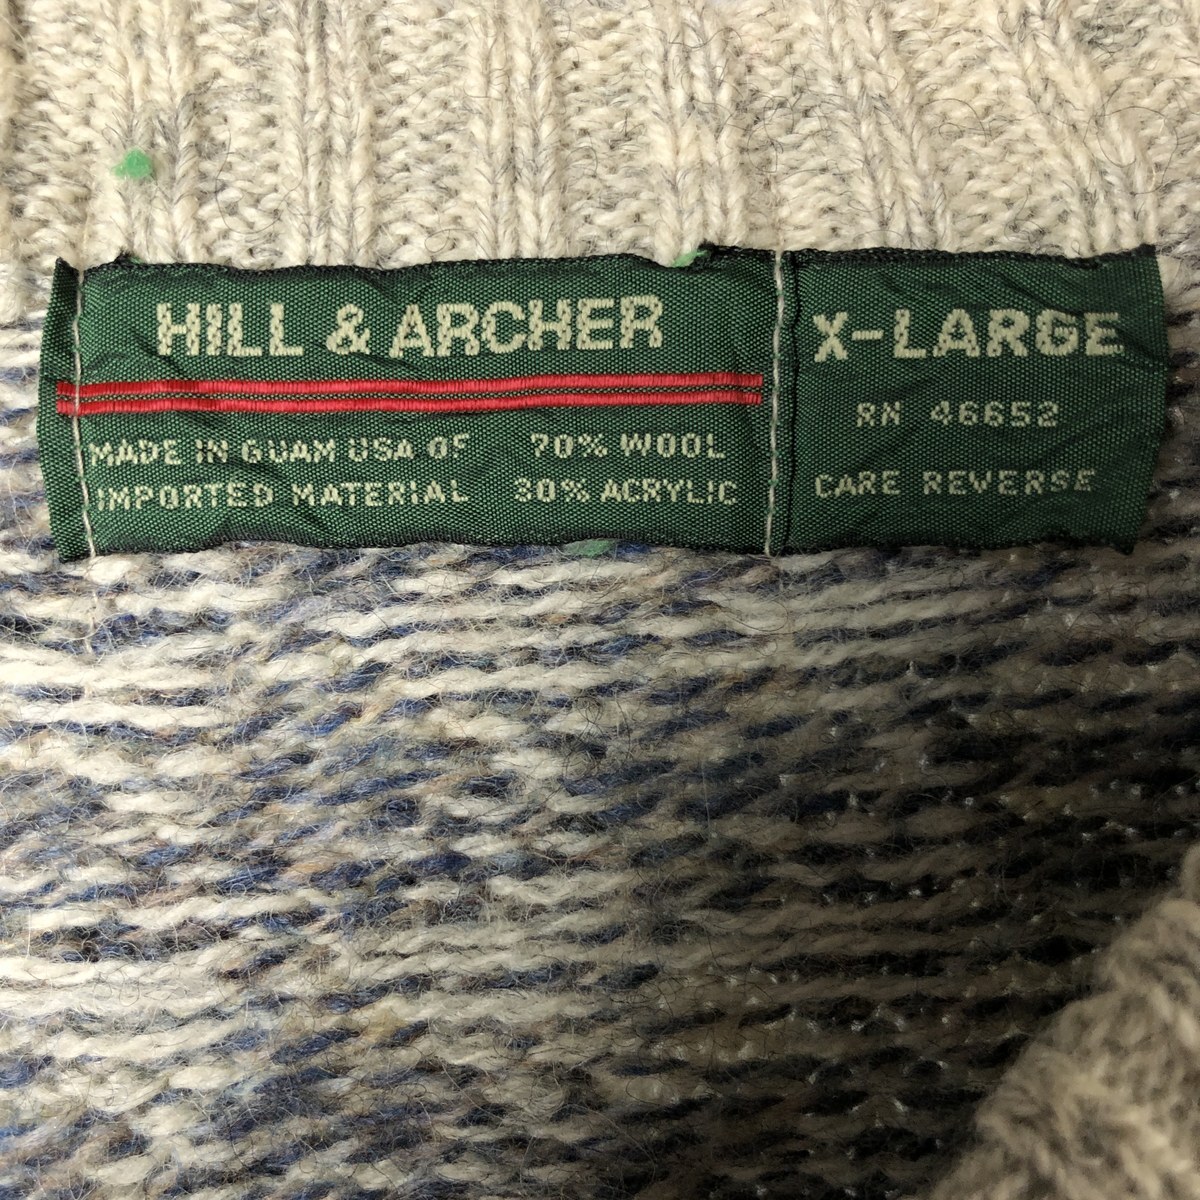 HILL & ARCHER
MADE IN GUAM USA OF
IMPORTED MATERIAL
70% WOOL
30% ACRYLIC
X-LARGE
RN 46652
CARE REVERSE